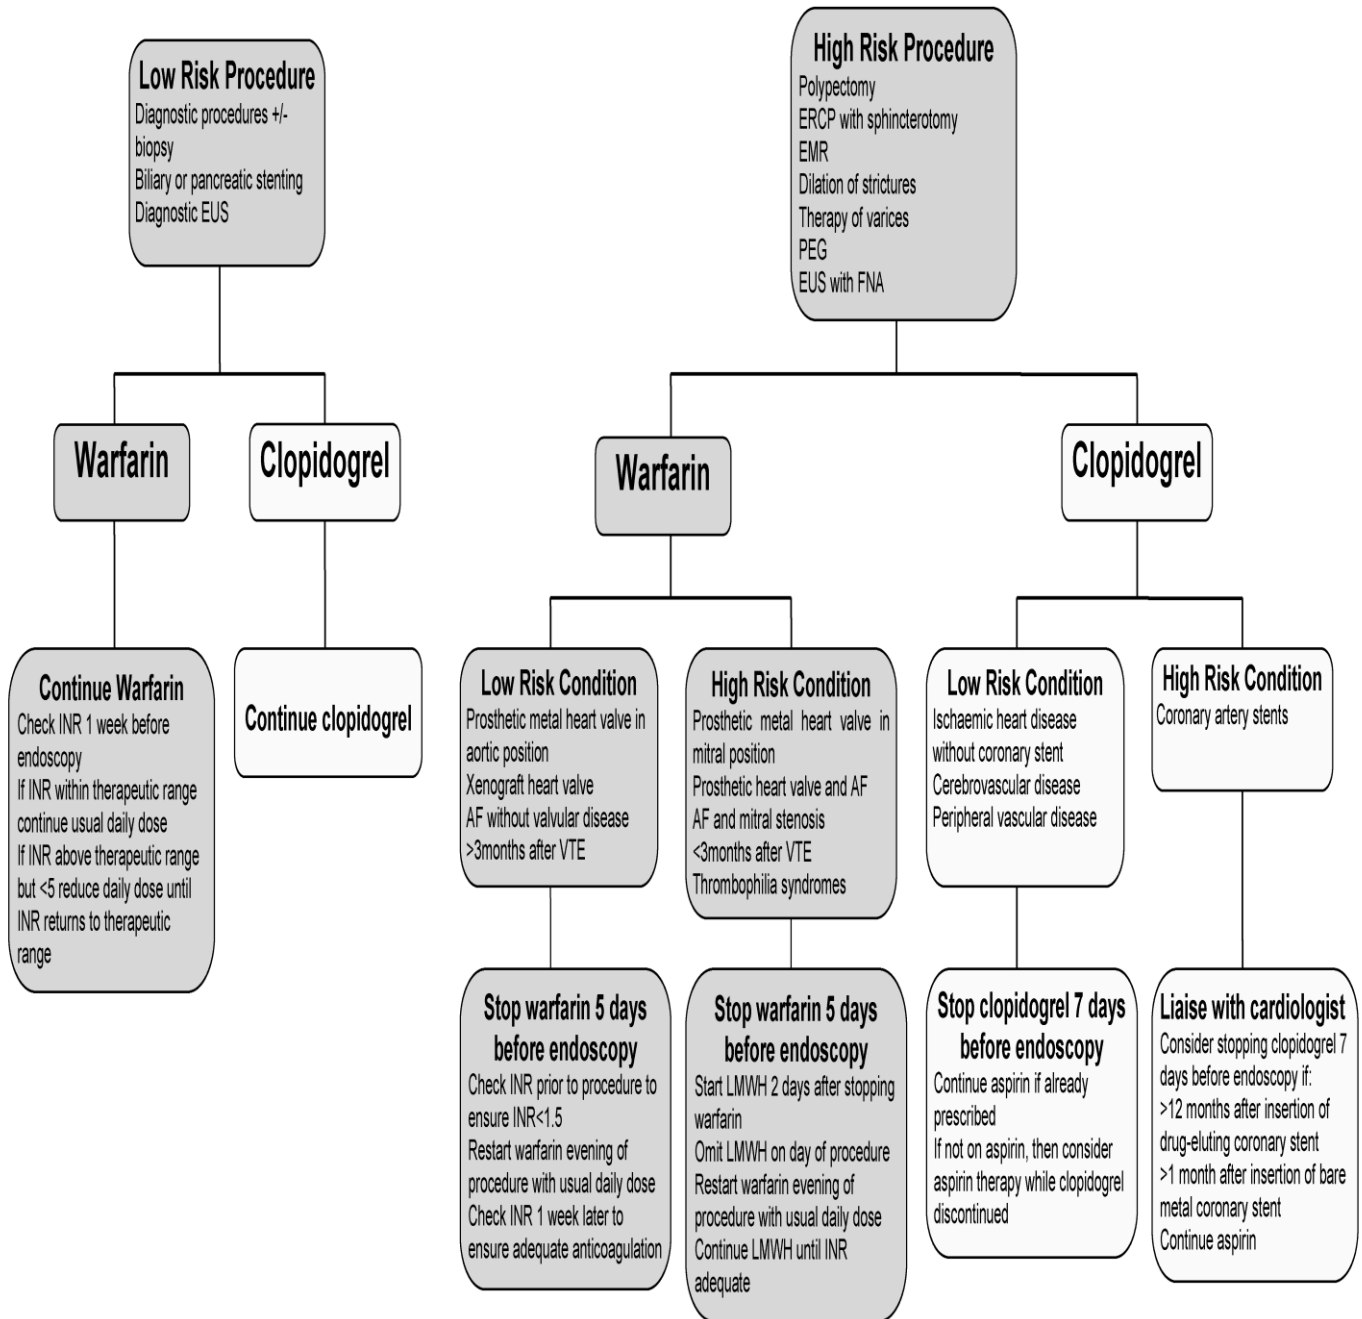 Low Risk Procedure
Diagnostic procedures +/-
biopsy
Biliary or pancreatic stenting
Diagnostic EUS
High Risk Procedure
Polypectomy
ERCP with sphincterotomy
EMR
Dilation of strictures
Therapy of varices
PEG
EUS with FNA
Warfarin
Clopidogrel
Warfarin
Clopidogrel
Continue Warfarin
Check INR 1 week before
endoscopy
If INR within therapeutic range
continue usual daily dose
If INR above therapeutic range
but <5 reduce daily dose until
INR returns to therapeutic
range
Continue clopidogrel
Low Risk Condition
Prosthetic metal heart valve in
aortic position
Xenograft heart valve
AF without valvular disease
>3months after VTE
High Risk Condition
Prosthetic metal heart valve in
mitral position
Prosthetic heart valve and AF
AF and mitral stenosis
<3months after VTE
Thrombophilia syndromes
Low Risk Condition
Ischaemic heart disease
without coronary stent
Cerebrovascular disease
Peripheral vascular disease
High Risk Condition
Coronary artery stents
Stop warfarin 5 days
before endoscopy
Check INR prior to procedure to
ensure INR<1.5
Restart warfarin evening of
procedure with usual daily dose
Check INR 1 week later to
ensure adequate anticoagulation
Stop warfarin 5 days
before endoscopy
Start LMWH 2 days after stopping
warfarin
Omit LMWH on day of procedure
Restart warfarin evening of
procedure with usual daily dose
Continue LMWH until INR
adequate
Stop clopidogrel 7 days
before endoscopy
Continue aspirin if already
prescribed
If not on aspirin, then consider
aspirin therapy while clopidogrel
discontinued
Liaise with cardiologist
Consider stopping clopidogrel 7
days before endoscopy if:
>12 months after insertion of
drug-eluting coronary stent
>1 month after insertion of bare
metal coronary stent
Continue aspirin